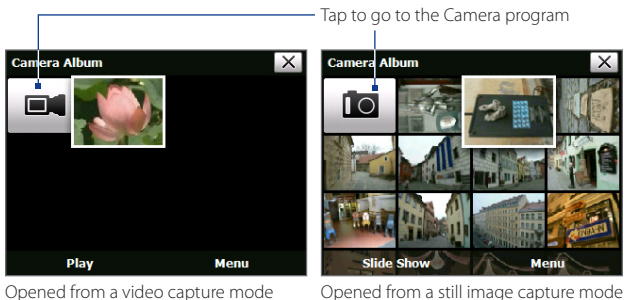 Tap to go to the Camera program
Camera Album
Camera Album
Play
Menu
Slide Show
Menu
Opened from a video capture mode
Opened from a still image capture mode